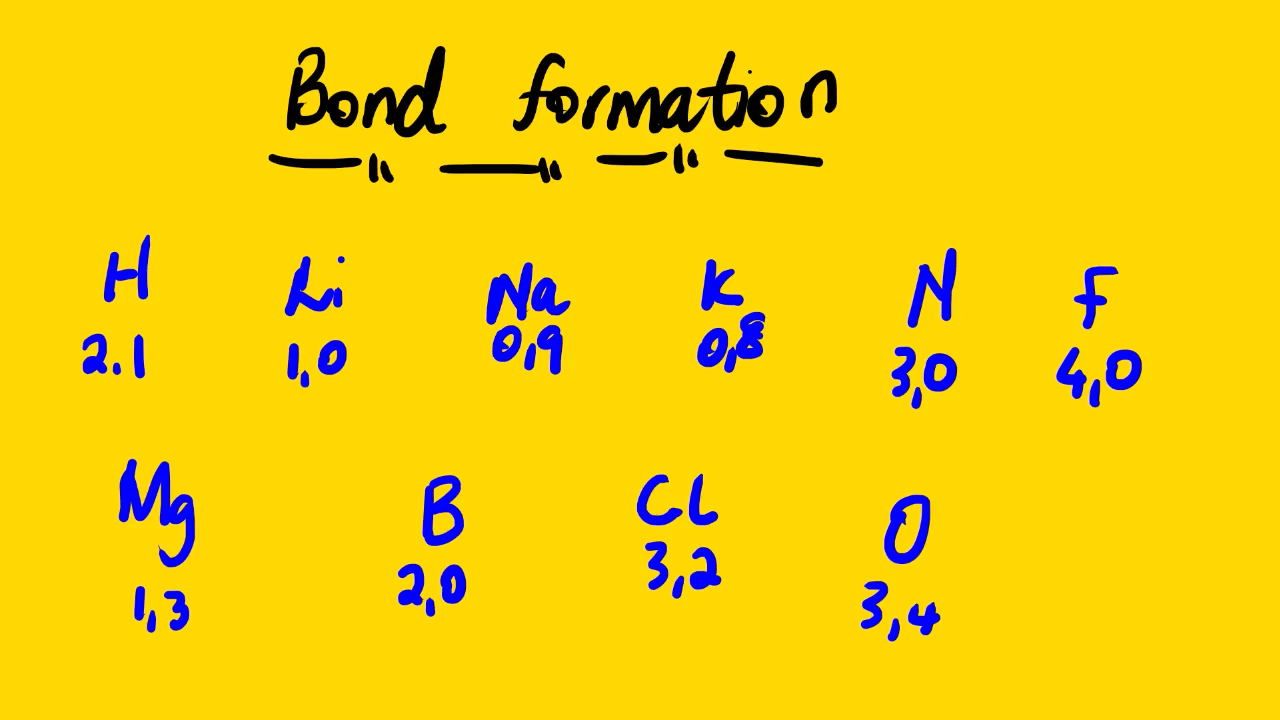 Bond formation
H Li Na K N F
2.1 1,0 0,9 0,8 3,0 4,0
Mg B Cl O
1,3 2,0 3,2 3,4